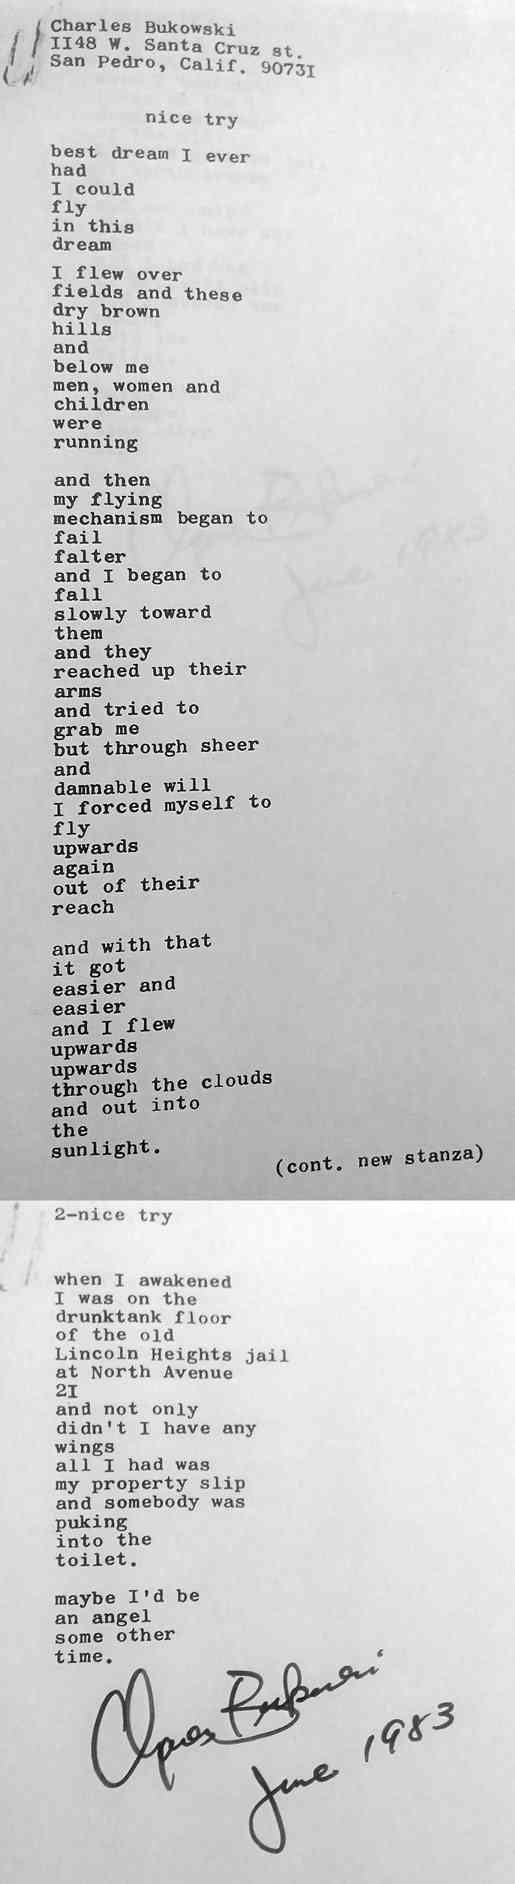 Charles Bukowski
II48 W. Santa Cruz st.
San Pedro, Calif. 9073I
nice try
best dream I ever
had
I could
fly
in this
dream
I flew over
fields and these
dry brown
hills
and
below me
men, women and
children
were
running
and then
my flying
mechanism began to
fail
falter
and I began to
fall
slowly toward
them
and they
reached up their
arms
and tried to
grab me
but through sheer
and
damnable will
I forced myself to
fly
upwards
again
out of their
reach
and with that
it got
easier and
easier
and I flew
upwards
upwards
through the clouds
and out into
the
sunlight.
(cont. new stanza)
2-nice try
when I awakened
I was on the
drunktank floor
of the old
Lincoln Heights jail
at North Avenue
2I
and not only
didn't I have any
wings
all I had was
my property slip
and somebody was
puking
into the
toilet.
maybe I'd be
an angel
some other
time.
Charles Bukowski
June 1983